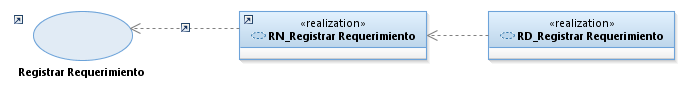 «realization»
RN_Registrar Requerimiento
«realization»
RD_Registrar Requerimiento
Registrar Requerimiento